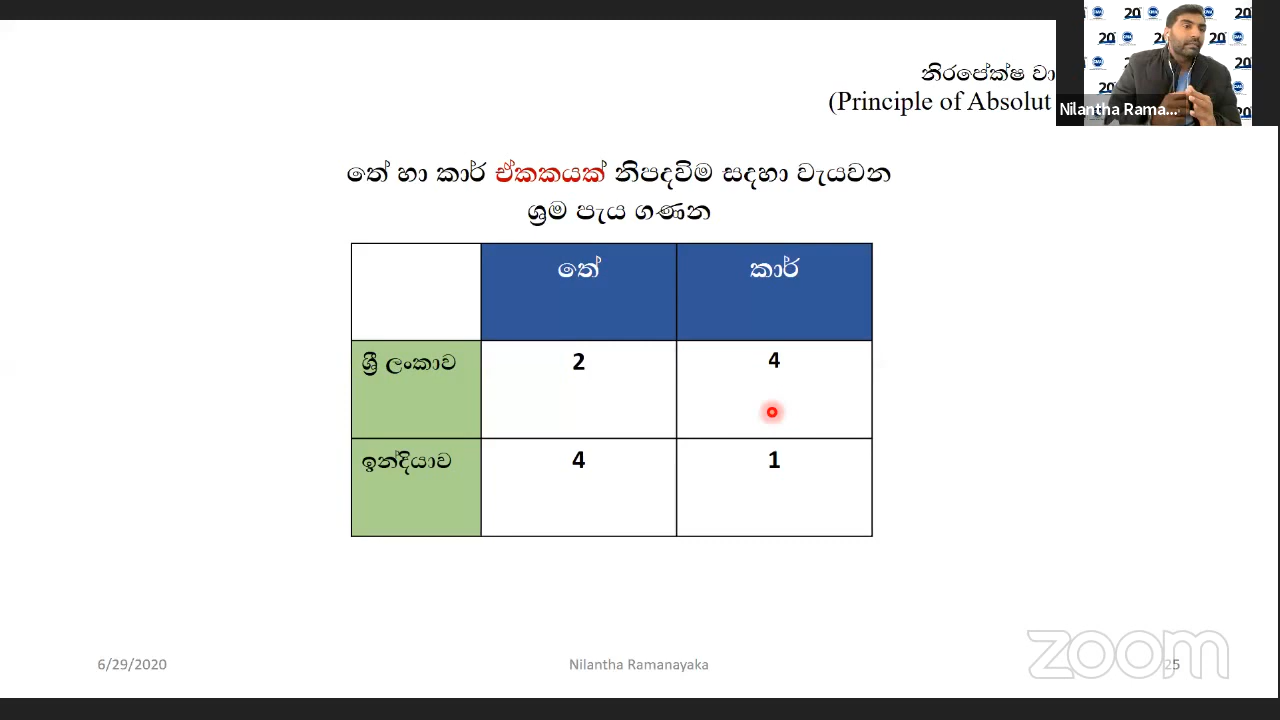 නිරපේක්ෂ වා
(Principle of Absolut
Nilantha Rama...
තේ හා කාර් ඒකකයක් නිපදවිම සදහා වැයවන
ශ්‍රම පැය ගණන
තේ කාර්
ශ්‍රී ලංකාව 2 4
ඉන්දියාව 4 1
6/29/2020 Nilantha Ramanayaka 25
zoom